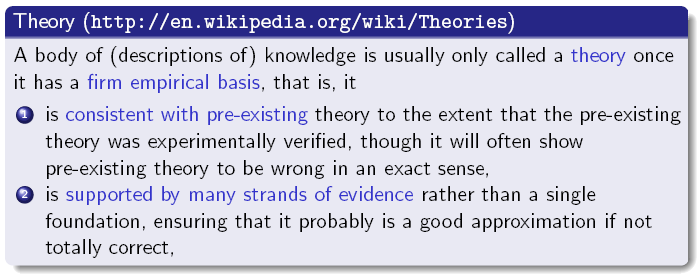 Theory (http://en.wikipedia.org/wiki/Theories)
A body of (descriptions of) knowledge is usually only called a theory once
it has a firm empirical basis, that is, it
1 is consistent with pre-existing theory to the extent that the pre-existing
theory was experimentally verified, though it will often show
pre-existing theory to be wrong in an exact sense,
2 is supported by many strands of evidence rather than a single
foundation, ensuring that it probably is a good approximation if not
totally correct,